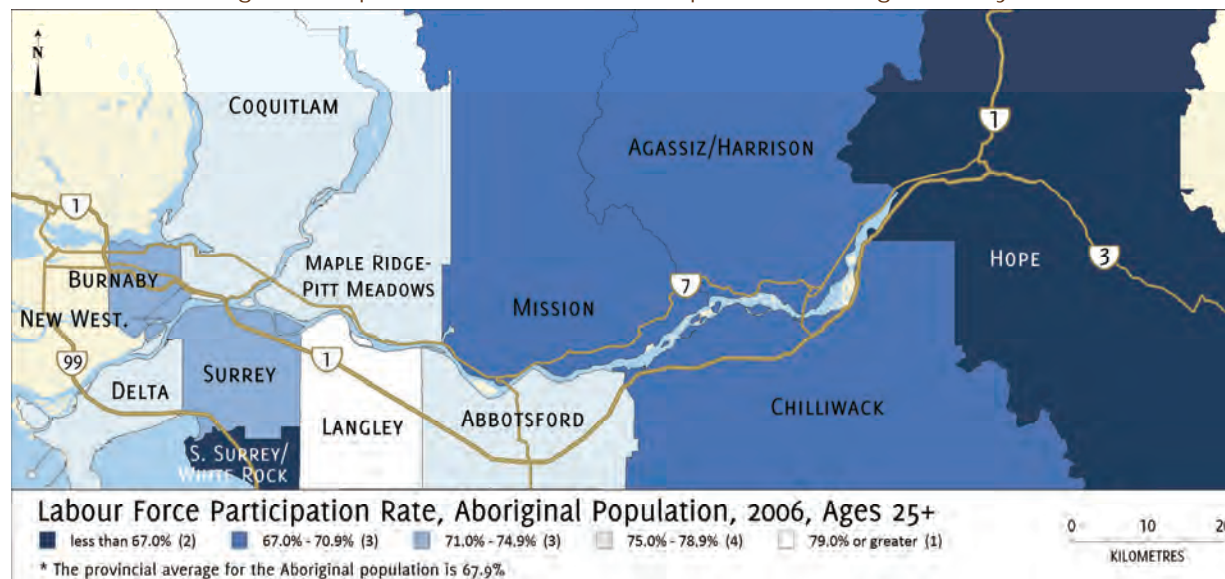 N
COQUITLAM
AGASSIZ/HARRISON
1
1
BURNABY
MAPLE RIDGE-
PITT MEADOWS
HOPE
3
7
MISSION
NEW WEST.
99
DELTA
SURREY
1
LANGLEY
ABBOTSFORD
CHILLIWACK
S. SURREY/
WHITE ROCK
Labour Force Participation Rate, Aboriginal Population, 2006, Ages 25+
less than 67.0% (2) 67.0% - 70.9% (3) 71.0% - 74.9% (3) 75.0% - 78.9% (4) 79.0% or greater (1)
* The provincial average for the Aboriginal population is 67.9%
0 10 20
KILOMETRES